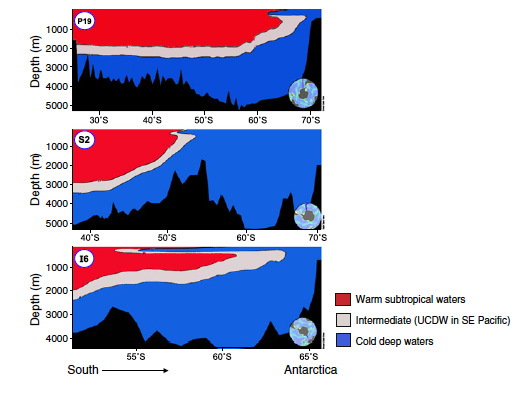 P19
Depth (m)
1000
2000
3000
4000
5000
30˚S 40˚S 50˚S 60˚S 70˚S
S2
Depth (m)
1000
2000
3000
4000
5000
40˚S 50˚S 60˚S 70˚S
I6
Depth (m)
1000
2000
3000
4000
55˚S 60˚S 65˚S
South Antarctica
Warm subtropical waters
Intermediate (UCDW in SE Pacific)
Cold deep waters